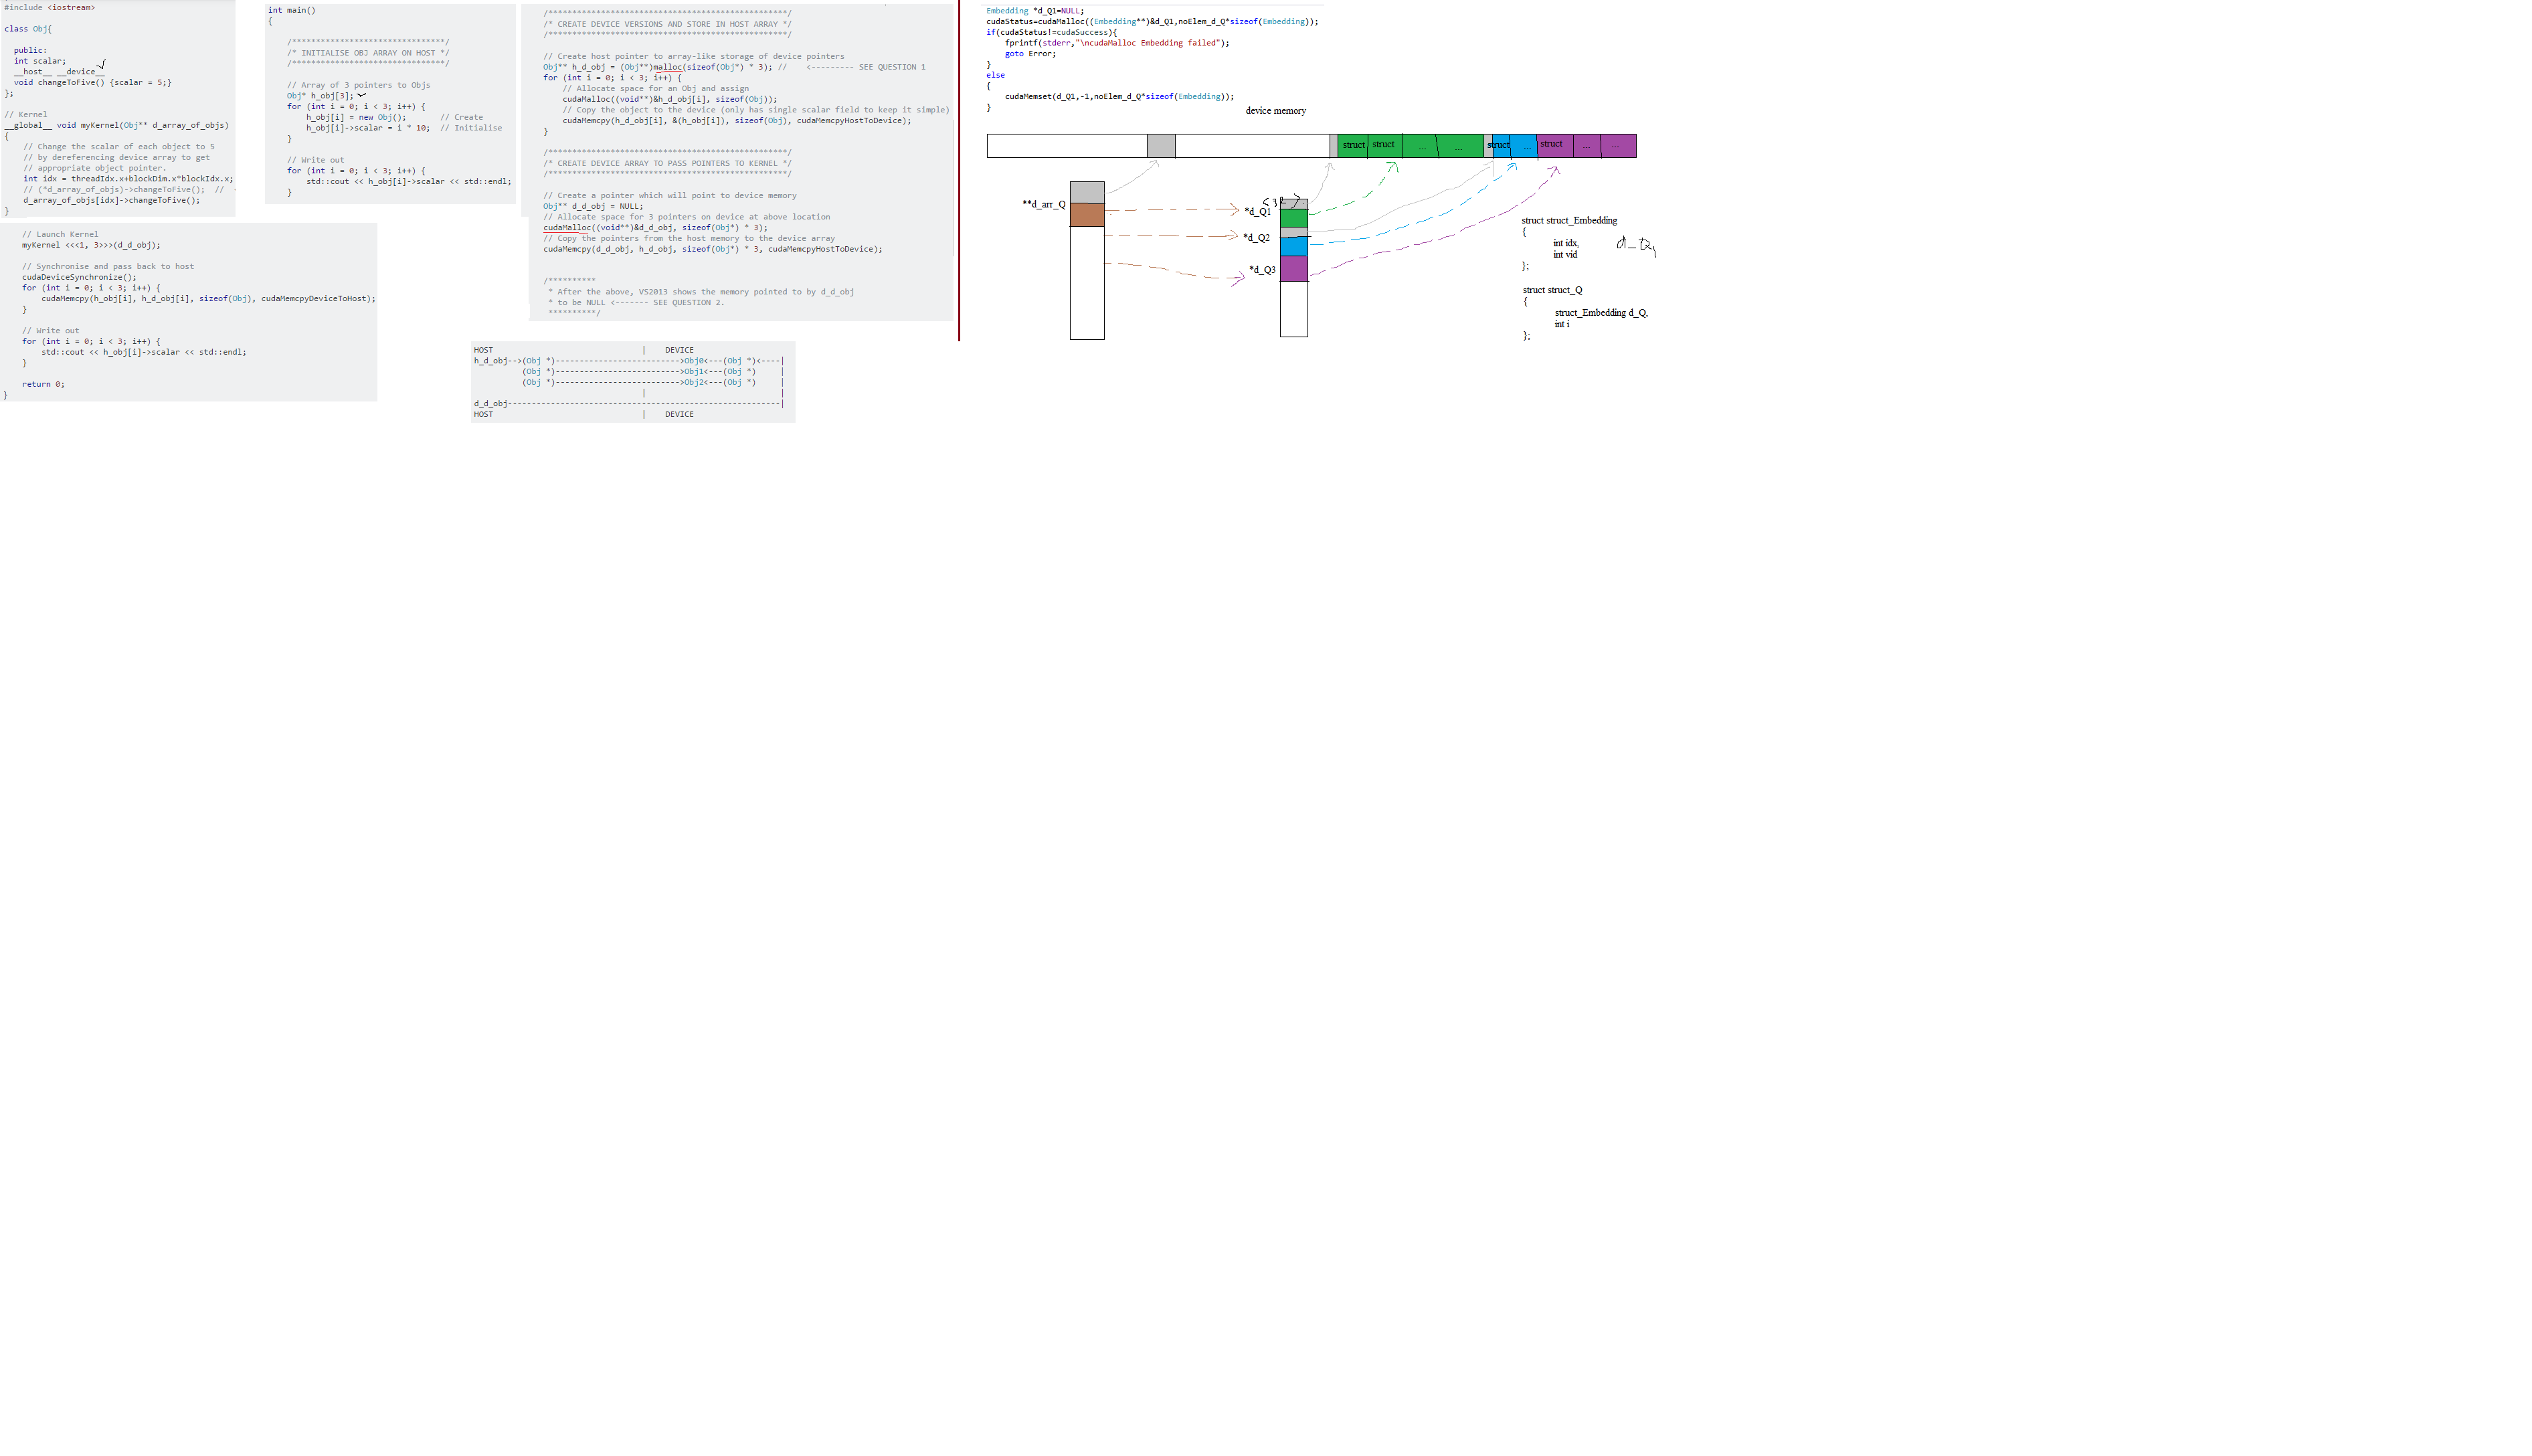 #include <iostream>
class Obj{
public:
int scalar;
__host__ __device__
void changeToFive() {scalar = 5;}
};
// Kernel
__global__ void myKernel(Obj** d_array_of_objs)
{
// Change the scalar of each object to 5
// by dereferencing device array to get
// appropriate object pointer.
int idx = threadIdx.x+blockDim.x*blockIdx.x;
// (*d_array_of_objs)->changeToFive();  //
d_array_of_objs[idx]->changeToFive();
}
int main()
{
/********************************/
/* INITIALISE OBJ ARRAY ON HOST */
/********************************/
// Array of 3 pointers to Objs
Obj* h_obj[3];
for (int i = 0; i < 3; i++) {
h_obj[i] = new Obj();       // Create
h_obj[i]->scalar = i * 10;  // Initialise
}
// Write out
for (int i = 0; i < 3; i++) {
std::cout << h_obj[i]->scalar << std::endl;
}
/**************************************************/
/* CREATE DEVICE VERSIONS AND STORE IN HOST ARRAY */
/**************************************************/
// Create host pointer to array-like storage of device pointers
Obj** h_d_obj = (Obj**)malloc(sizeof(Obj*) * 3); //    <--------- SEE QUESTION 1
for (int i = 0; i < 3; i++) {
// Allocate space for an Obj and assign
cudaMalloc((void**)&h_d_obj[i], sizeof(Obj));
// Copy the object to the device (only has single scalar field to keep it simple)
cudaMemcpy(h_d_obj[i], &(h_obj[i]), sizeof(Obj), cudaMemcpyHostToDevice);
}
/**************************************************/
/* CREATE DEVICE ARRAY TO PASS POINTERS TO KERNEL */
/**************************************************/
// Create a pointer which will point to device memory
Obj** d_d_obj = NULL;
// Allocate space for 3 pointers on device at above location
cudaMalloc((void**)&d_d_obj, sizeof(Obj*) * 3);
// Copy the pointers from the host memory to the device array
cudaMemcpy(d_d_obj, h_d_obj, sizeof(Obj*) * 3, cudaMemcpyHostToDevice);
/**********
* After the above, VS2013 shows the memory pointed to by d_d_obj
* to be NULL <------- SEE QUESTION 2.
**********/
// Launch Kernel
myKernel <<<1, 3>>>(d_d_obj);
// Synchronise and pass back to host
cudaDeviceSynchronize();
for (int i = 0; i < 3; i++) {
cudaMemcpy(h_obj[i], h_d_obj[i], sizeof(Obj), cudaMemcpyDeviceToHost);
}
// Write out
for (int i = 0; i < 3; i++) {
std::cout << h_obj[i]->scalar << std::endl;
}
return 0;
}
HOST                               |    DEVICE
h_d_obj-->(Obj *)-------------------------->Obj0<---(Obj *)<----|
(Obj *)-------------------------->Obj1<---(Obj *)     |
(Obj *)-------------------------->Obj2<---(Obj *)     |
|                            |
d_d_obj---------------------------------------------------------|
HOST                               |    DEVICE
Embedding *d_Q1=NULL;
cudaStatus=cudaMalloc((Embedding**)&d_Q1,noElem_d_Q*sizeof(Embedding));
if(cudaStatus!=cudaSuccess){
fprintf(stderr,"\ncudaMalloc Embedding failed");
goto Error;
}
else
{
cudaMemset(d_Q1,-1,noElem_d_Q*sizeof(Embedding));
}
device memory
struct struct ... ... struct ... struct ... ...
**d_arr_Q
*d_Q1
*d_Q2
*d_Q3
struct struct_Embedding
{
int idx,
int vid
};
d_Q1
struct struct_Q
{
struct_Embedding d_Q,
int i
};